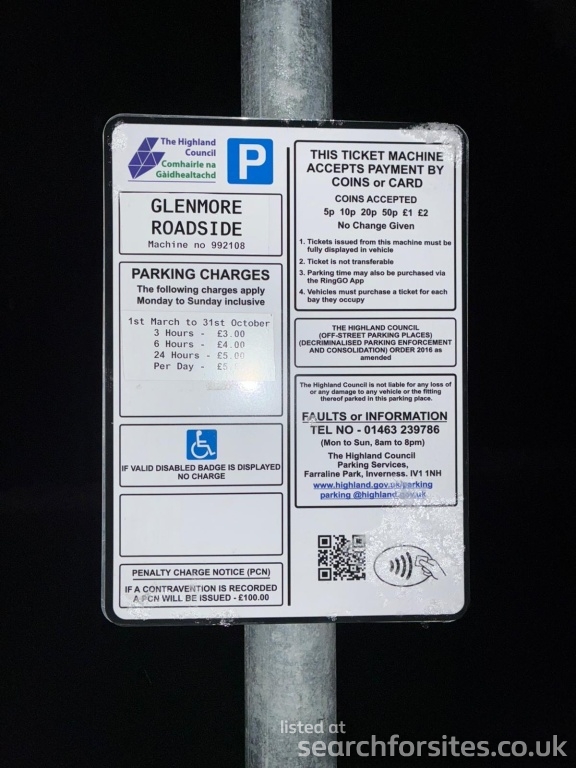 The Highland
Council
Comhairle na
Gàidhealtachd
P
GLENMORE
ROADSIDE
Machine no 992108
PARKING CHARGES
The following charges apply
Monday to Sunday inclusive
1st March to 31st October
3 Hours - £3.00
6 Hours - £4.00
24 Hours - £5.00
Per Day -
IF VALID DISABLED BADGE IS DISPLAYED
NO CHARGE
PENALTY CHARGE NOTICE (PCN)
IF A CONTRAVENTION IS RECORDED
A PCN WILL BE ISSUED - £100.00
THIS TICKET MACHINE
ACCEPTS PAYMENT BY
COINS or CARD
COINS ACCEPTED
5p 10p 20p 50p £1 £2
No Change Given
1. Tickets issued from this machine must be
fully displayed in vehicle
2. Ticket is not transferable
3. Parking time may also be purchased via
the RinGO App
4. Vehicles must purchase a ticket for each
bay they occupy
THE HIGHLAND COUNCIL
(OFF-STREET PARKING PLACES)
(DECRIMINALISED PARKING ENFORCEMENT
AND CONSOLIDATION) ORDER 2016 as
amended
The Highland Council is not liable for any loss of
or any damage to any vehicle or the fitting
thereof parked in this parking place.
FAULTS or INFORMATION
TEL NO - 01463 239786
(Mon to Sun, 8am to 8pm)
The Highland Council
Parking Services,
Farraline Park, Inverness. IV1 1NH
www.highland.gov.uk/parking
parking @highland.gov.uk
listed at
searchforsites.co.uk